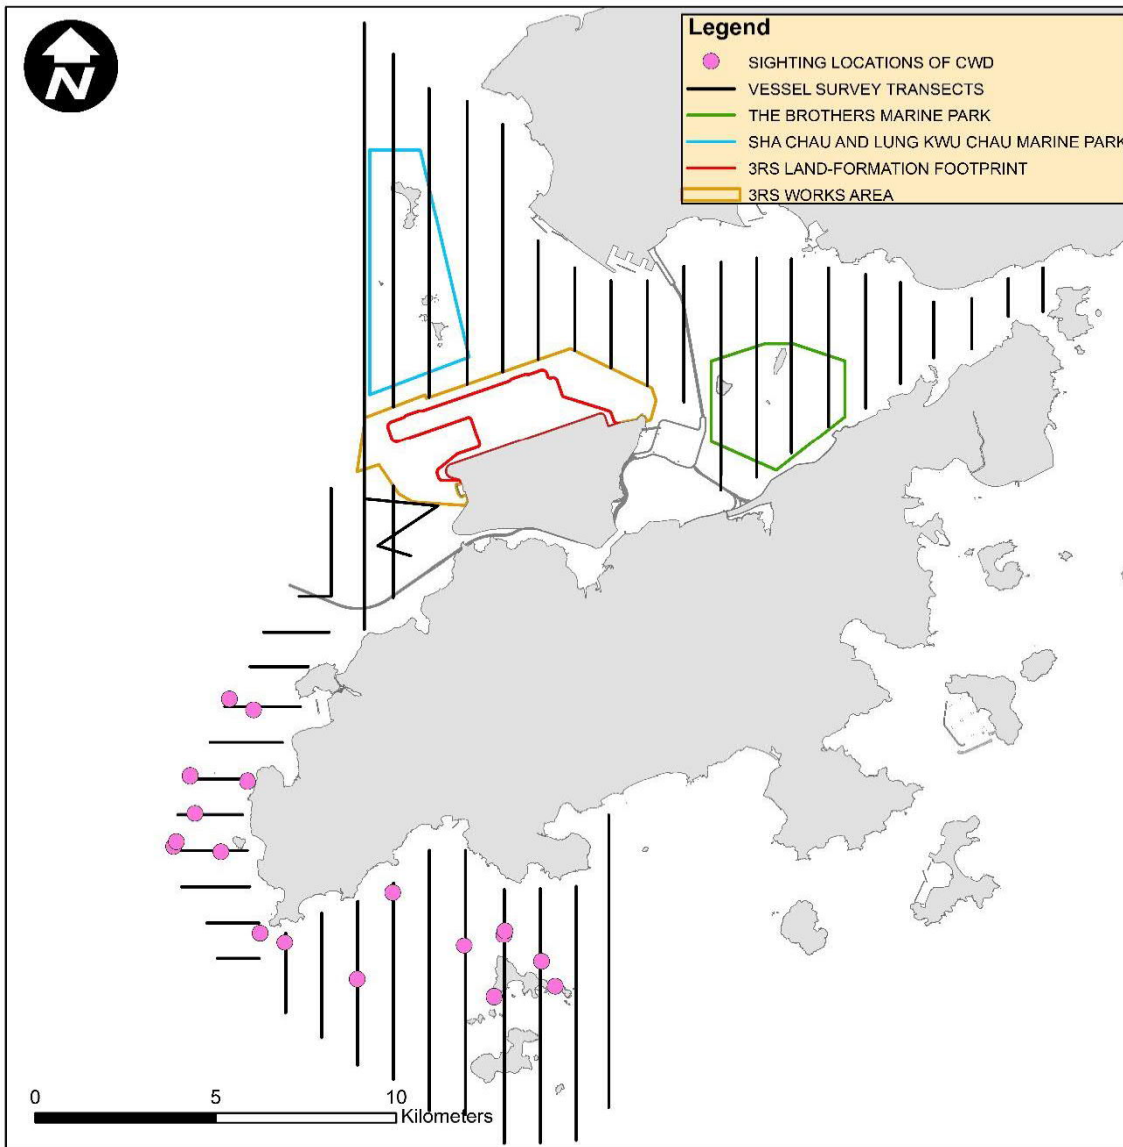 N
Legend
SIGHTING LOCATIONS OF CWD
VESSEL SURVEY TRANSECTS
THE BROTHERS MARINE PARK
SHA CHAU AND LUNG KWU CHAU MARINE PARK
3RS LAND-FORMATION FOOTPRINT
3RS WORKS AREA
0 5 10
Kilometers